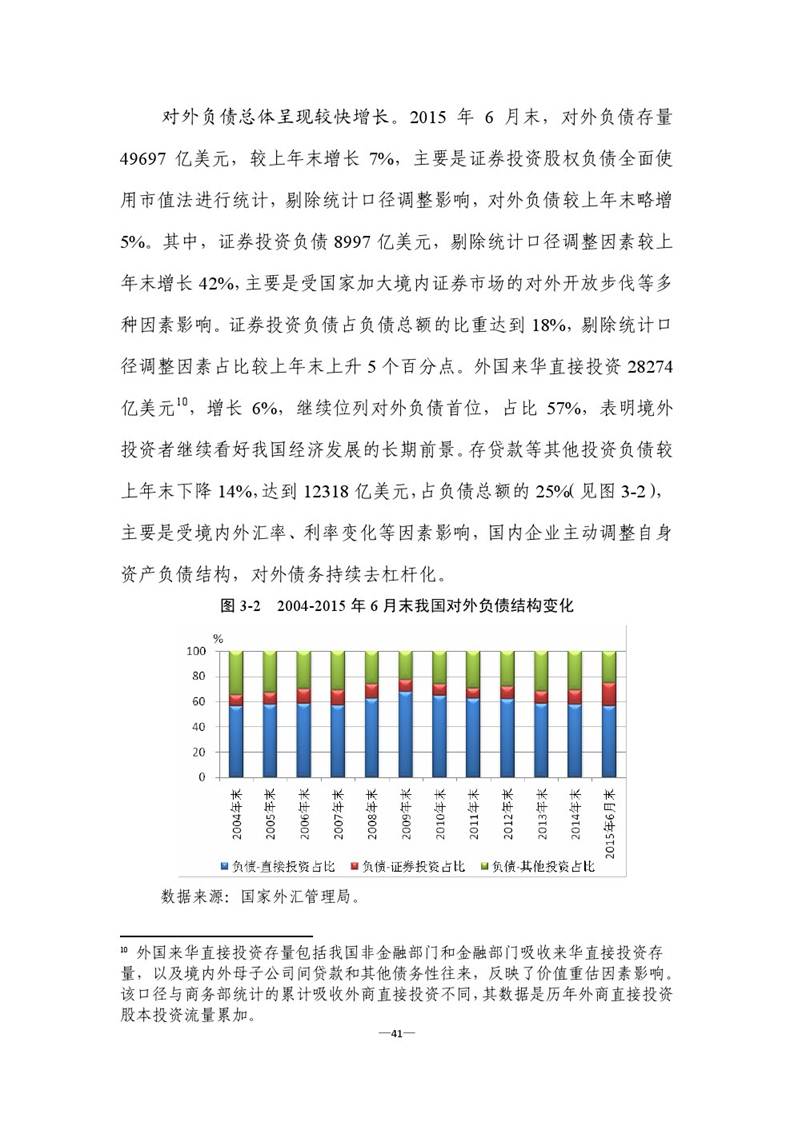 对外负债总体呈现较快增长。2015 年 6 月末，对外负债存量
49697 亿美元，较上年末增长 7%，主要是证券投资股权负债全面使
用市值法进行统计，剔除统计口径调整影响，对外负债较上年末略增
5%。其中，证券投资负债 8997 亿美元，剔除统计口径调整因素较上
年末增长 42%，主要是受国家加大境内证券市场的对外开放步伐等多
种因素影响。证券投资负债占负债总额的比重达到 18%，剔除统计口
径调整因素占比较上年末上升 5 个百分点。外国来华直接投资 28274
亿美元10，增长 6%，继续位列对外负债首位，占比 57%，表明境外
投资者继续看好我国经济发展的长期前景。存贷款等其他投资负债较
上年末下降 14%，达到 12318 亿美元，占负债总额的 25%（见图 3-2），
主要是受境内外汇率、利率变化等因素影响，国内企业主动调整自身
资产负债结构，对外债务持续去杠杆化。
图 3-2 2004-2015 年 6 月末我国对外负债结构变化
%
100
80
60
40
20
0
2004年末
2005年末
2006年末
2007年末
2008年末
2009年末
2010年末
2011年末
2012年末
2013年末
2014年末
2015年6月末
负债-直接投资占比 负债-证券投资占比 负债-其他投资占比
数据来源：国家外汇管理局。
10 外国来华直接投资存量包括我国非金融部门和金融部门吸收来华直接投资存
量，以及境内外母子公司间贷款和其他债务性往来，反映了价值重估因素影响。
该口径与商务部统计的累计吸收外商直接投资不同，其数据是历年外商直接投资
股本投资流量累加。
—41—